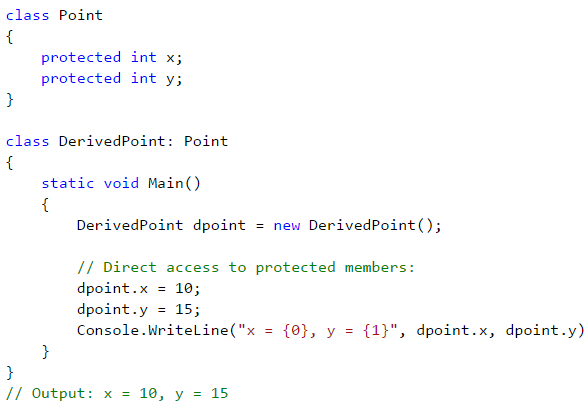 class Point
{
    protected int x;
    protected int y;
}

class DerivedPoint: Point
{
    static void Main()
    {
        DerivedPoint dpoint = new DerivedPoint();

        // Direct access to protected members:
        dpoint.x = 10;
        dpoint.y = 15;
        Console.WriteLine("x = {0}, y = {1}", dpoint.x, dpoint.y)
    }
}
// Output: x = 10, y = 15